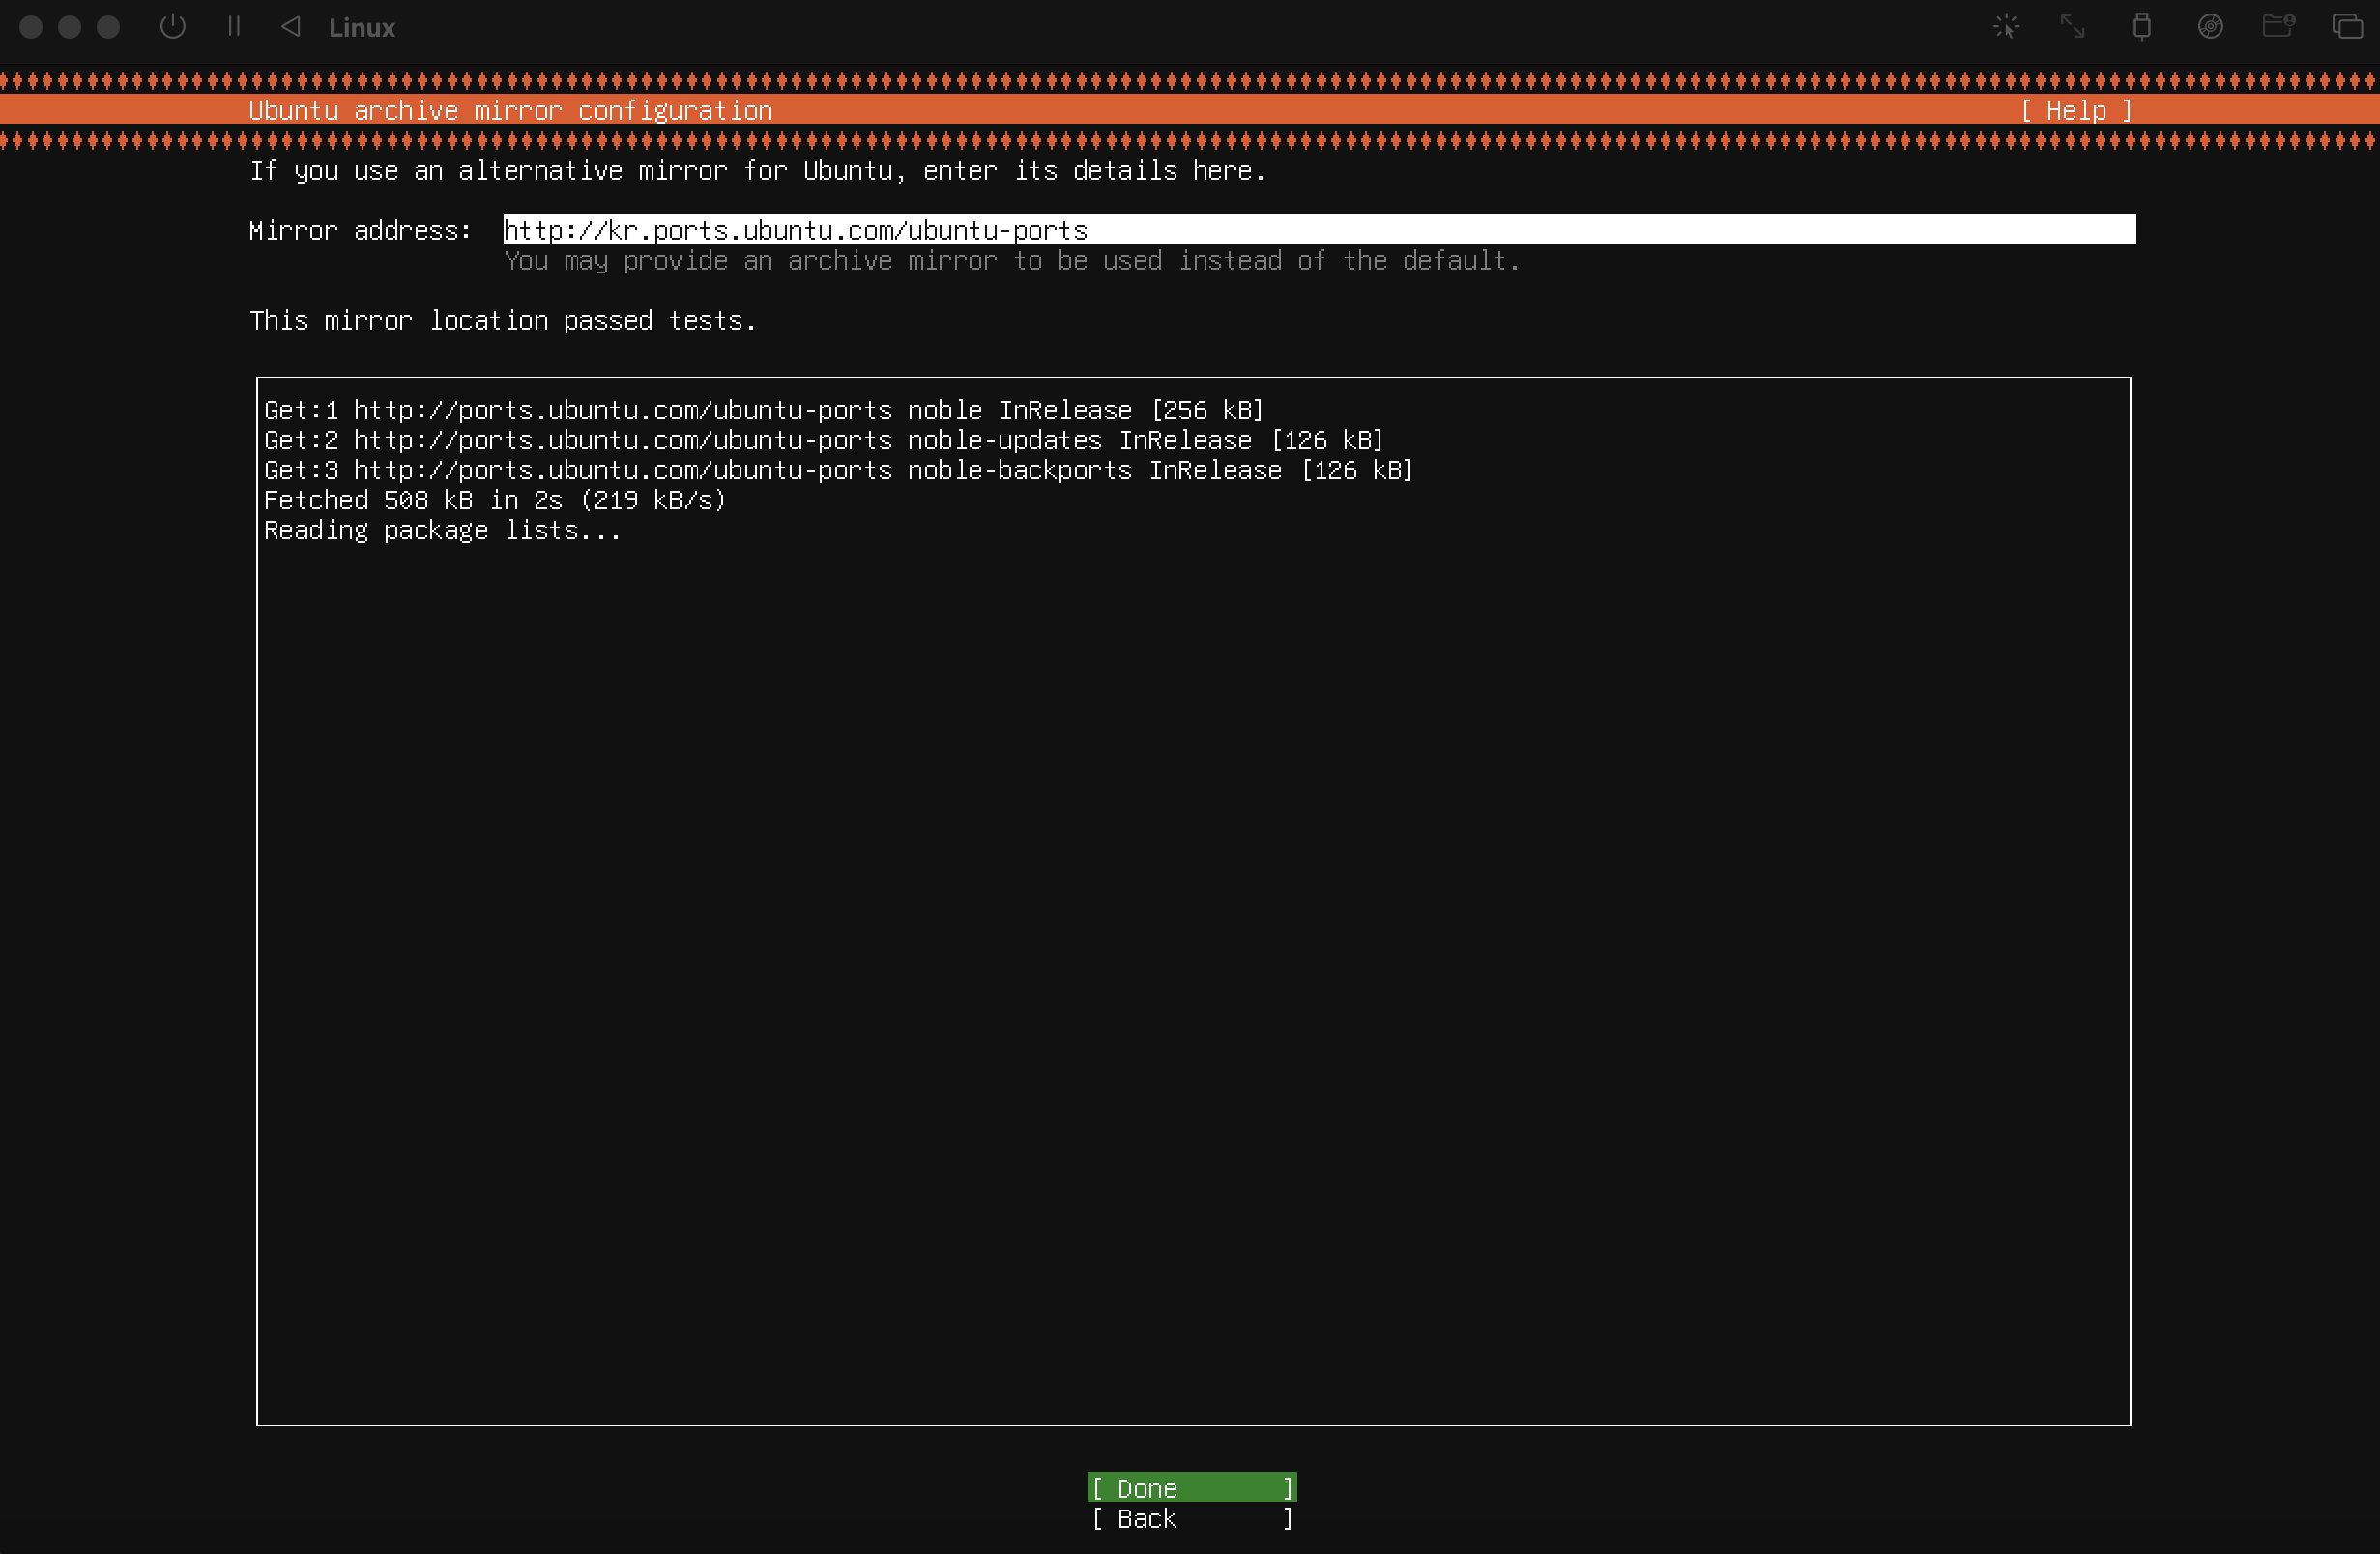 Linux
Ubuntu archive mirror configuration [ Help ]
If you use an alternative mirror for Ubuntu, enter its details here.
Mirror address: http://kr.ports.ubuntu.com/ubuntu-ports
You may provide an archive mirror to be used instead of the default.
This mirror location passed tests.
Get:1 http://ports.ubuntu.com/ubuntu-ports noble InRelease [256 kB]
Get:2 http://ports.ubuntu.com/ubuntu-ports noble-updates InRelease [126 kB]
Get:3 http://ports.ubuntu.com/ubuntu-ports noble-backports InRelease [126 kB]
Fetched 508 kB in 2s (219 kB/s)
Reading package lists...
[ Done ]
[ Back ]